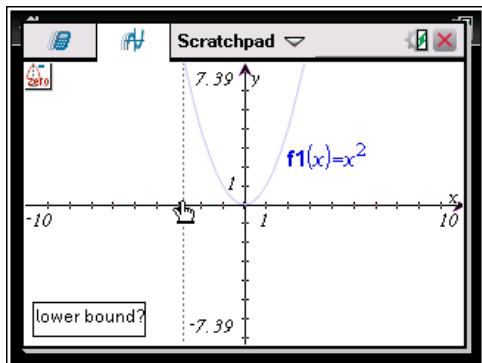 Scratchpad
zero
7.39 y
f1(x)=x²
1
x
-10
1
10
lower bound?
-7.39